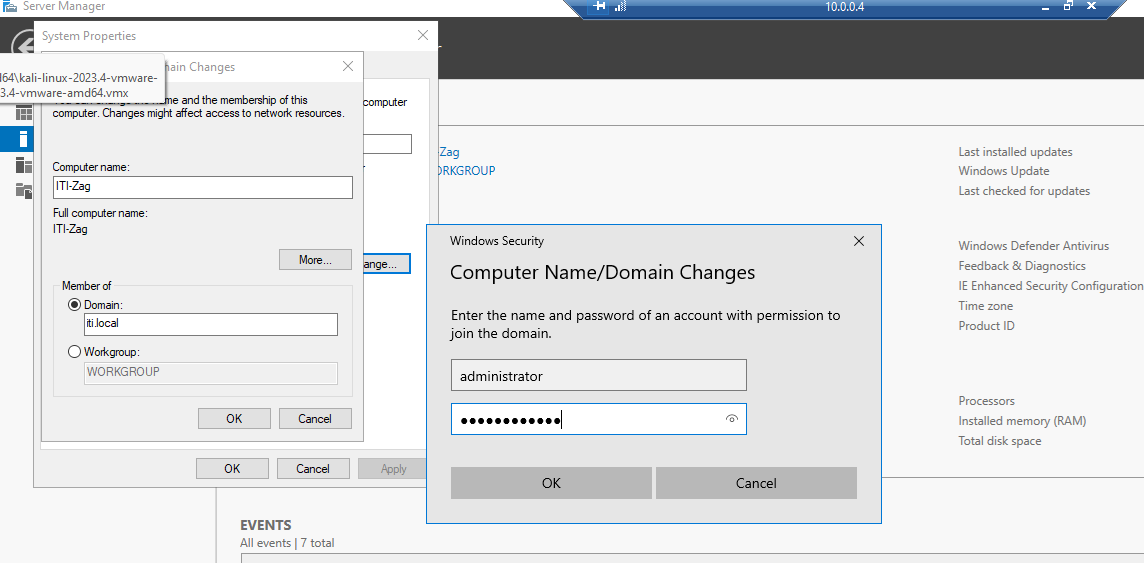 Server Manager
10.0.0.4
System Properties
main Changes
64\kali-linux-2023.4-vmware-
3.4-vmware-amd64.vmx
You can change the name and the membership of this
computer. Changes might affect access to network resources.
computer
Computer name:
ITI-Zag
Full computer name:
ITI-Zag
More...
ange...
Member of
Domain:
iti.local
Workgroup:
WORKGROUP
OK
Cancel
OK
Cancel
Apply
-Zag
ORKGROUP
Last installed updates
Windows Update
Last checked for updates
Windows Defender Antivirus
Feedback & Diagnostics
IE Enhanced Security Configuration
Time zone
Product ID
Processors
Installed memory (RAM)
Total disk space
Windows Security
Computer Name/Domain Changes
Enter the name and password of an account with permission to
join the domain.
administrator
●●●●●●●●●●●●
OK
Cancel
EVENTS
All events | 7 total